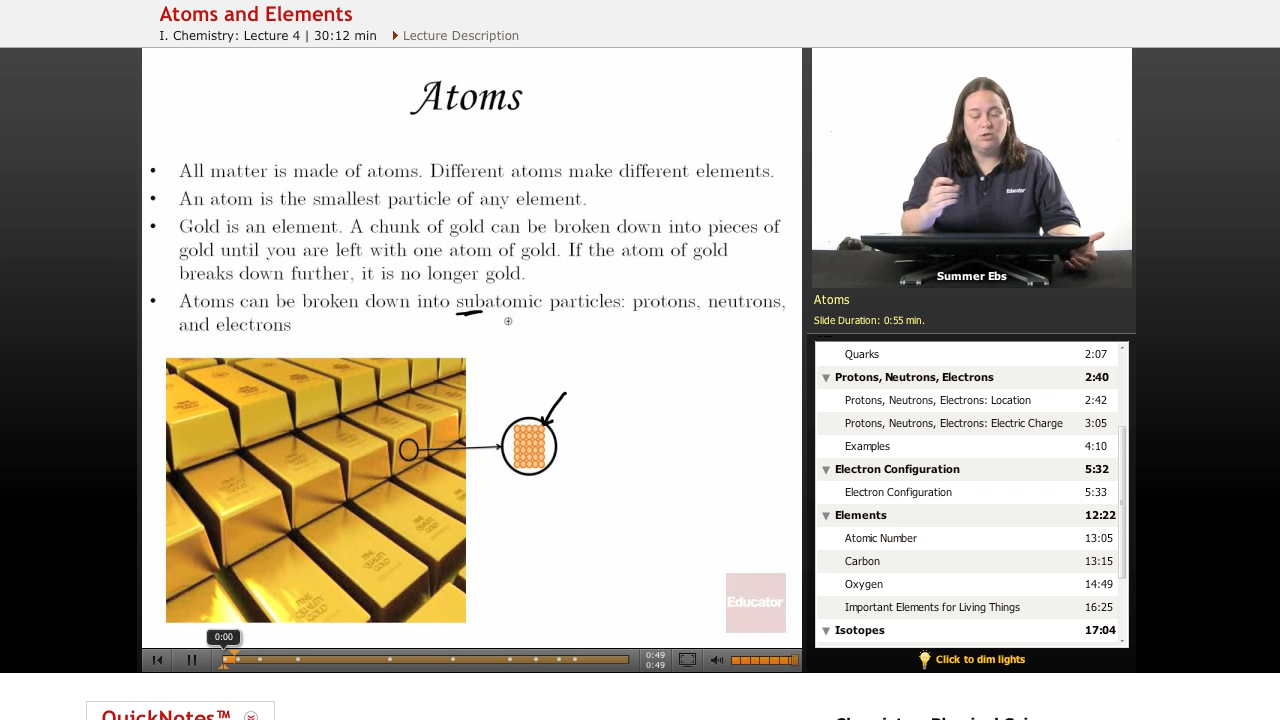 Atoms and Elements
I. Chemistry: Lecture 4 | 30:12 min
Lecture Description
Atoms
• All matter is made of atoms. Different atoms make different elements.
• An atom is the smallest particle of any element.
• Gold is an element. A chunk of gold can be broken down into pieces of
gold until you are left with one atom of gold. If the atom of gold
breaks down further, it is no longer gold.
• Atoms can be broken down into subatomic particles: protons, neutrons,
and electrons
FINE
QUALITY
GOLD
Educator
Educator
Summer Ebs
Atoms
Slide Duration: 0:55 min.
Quarks 2:07
Protons, Neutrons, Electrons 2:40
Protons, Neutrons, Electrons: Location 2:42
Protons, Neutrons, Electrons: Electric Charge 3:05
Examples 4:10
Electron Configuration 5:32
Electron Configuration 5:33
Elements 12:22
Atomic Number 13:05
Carbon 13:15
Oxygen 14:49
Important Elements for Living Things 16:25
Isotopes 17:04
0:00
0:49
0:49
Click to dim lights
QuickNotes™